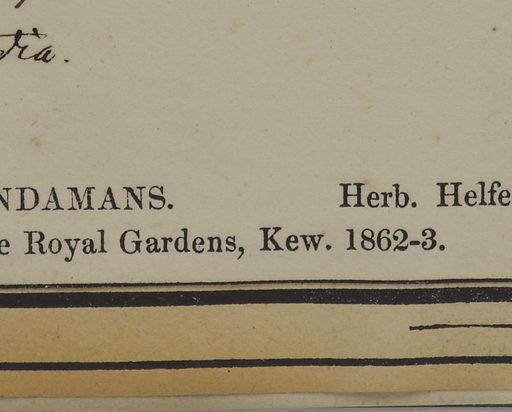 NDAMANS. Herb. Helfe
e Royal Gardens, Kew. 1862-3.